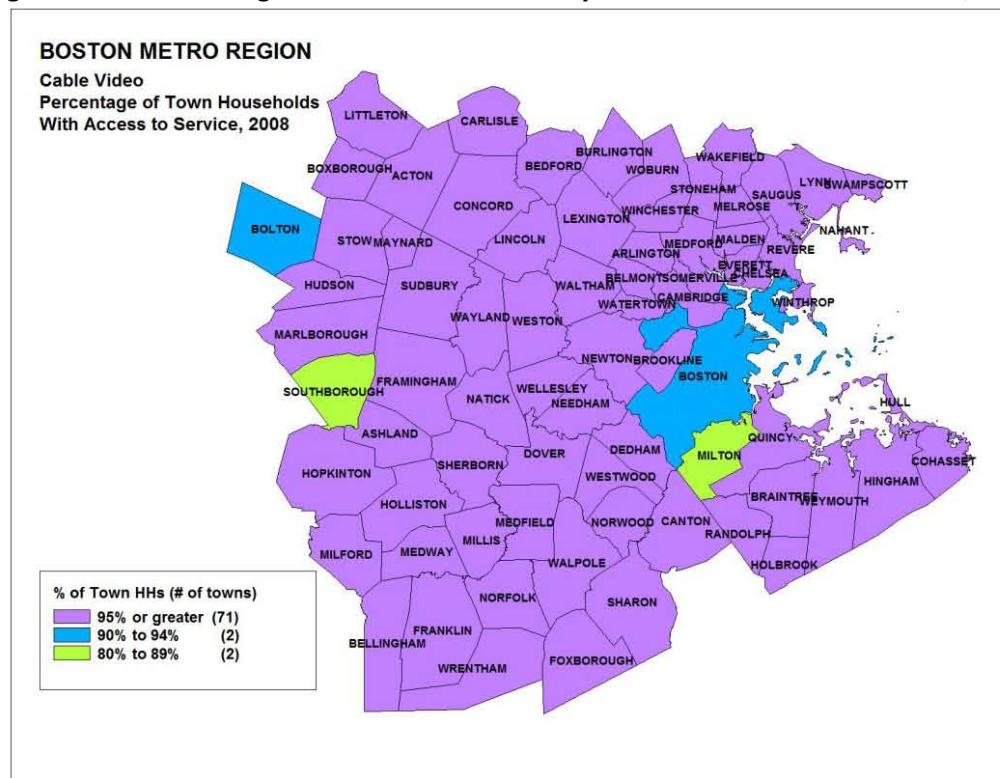 BOSTON METRO REGION
Cable Video
Percentage of Town Households
With Access to Service, 2008
LITTLETON
CARLISLE
BOXBOROUGH
ACTON
BEDFORD
BURLINGTON
WOBURN
WAKEFIELD
LYNN
SWAMPSCOTT
STONEHAM
SAUGUS
CONCORD
LEXINGTON
WINCHESTER
MELROSE
BOLTON
STOW
MAYNARD
LINCOLN
NAHANT
ARLINGTON
MEDFORD
MALDEN
REVERE
EVERETT
CHELSEA
HUDSON
SUDBURY
WALTHAM
BELMONT
SOMERVILLE
WATERTOWN
CAMBRIDGE
WINTHROP
MARLBOROUGH
WAYLAND
WESTON
NEWTON
BROOKLINE
BOSTON
SOUTHBOROUGH
FRAMINGHAM
NATICK
WELLESLEY
NEEDHAM
HULL
ASHLAND
QUINCY
DOVER
DEDHAM
MILTON
COHASSET
HOPKINTON
SHERBORN
WESTWOOD
HINGHAM
HOLLISTON
BRAINTREE
WEYMOUTH
MEDFIELD
NORWOOD
CANTON
RANDOLPH
MILFORD
MEDWAY
MILLIS
WALPOLE
HOLBROOK
NORFOLK
SHARON
BELLINGHAM
FRANKLIN
WRENTHAM
FOXBOROUGH
% of Town HHs (# of towns)
95% or greater (71)
90% to 94% (2)
80% to 89% (2)